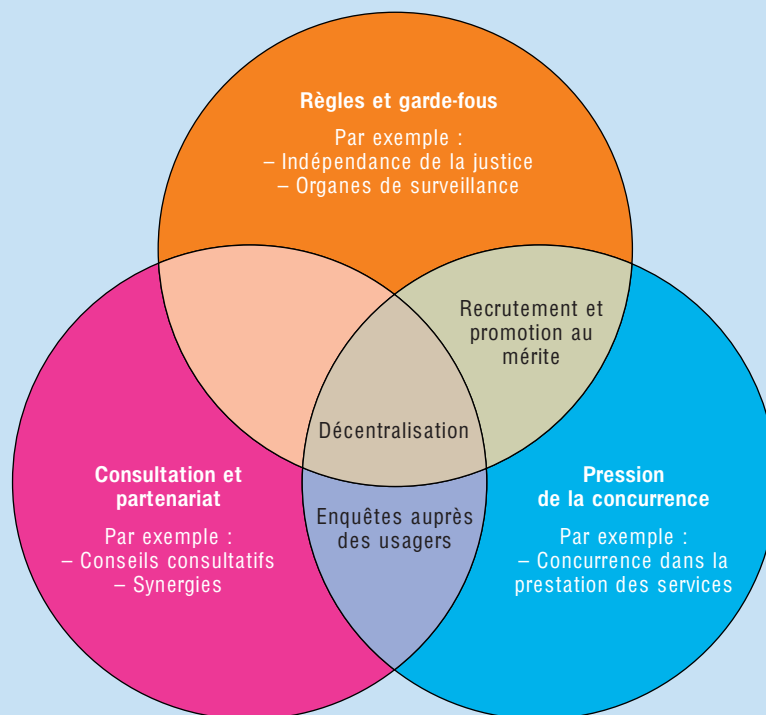 Règles et garde-fous
Par exemple :
– Indépendance de la justice
– Organes de surveillance
Recrutement et
promotion au
mérite
Décentralisation
Consultation et
partenariat
Par exemple :
– Conseils consultatifs
– Synergies
Enquêtes auprès
des usagers
Pression
de la concurrence
Par exemple :
– Concurrence dans la
prestation des services